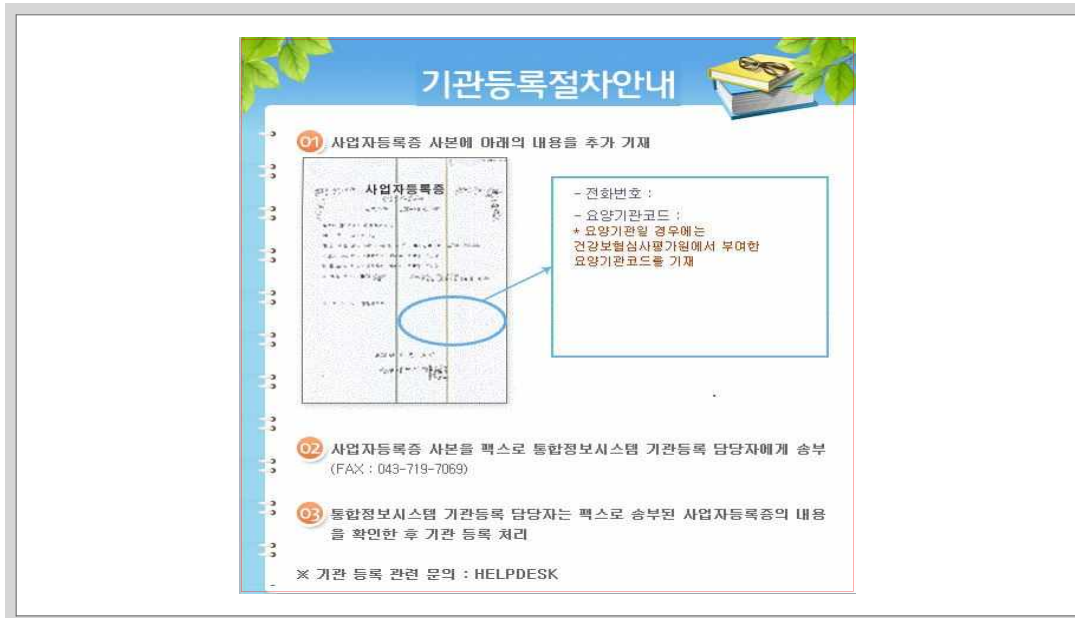 기관등록절차안내
01 사업자등록증 사본에 아래의 내용을 추가 기재
사업자등록증
- 전화번호 :
- 요양기관코드 :
* 요양기관일 경우에는
건강보험심사평가원에서 부여한
요양기관코드를 기재
02 사업자등록증 사본을 팩스로 통합정보시스템 기관등록 담당자에게 송부
(FAX : 043-719-7069)
03 통합정보시스템 기관등록 담당자는 팩스로 송부된 사업자등록증의 내용
을 확인한 후 기관 등록 처리
※ 기관 등록 관련 문의 : HELPDESK